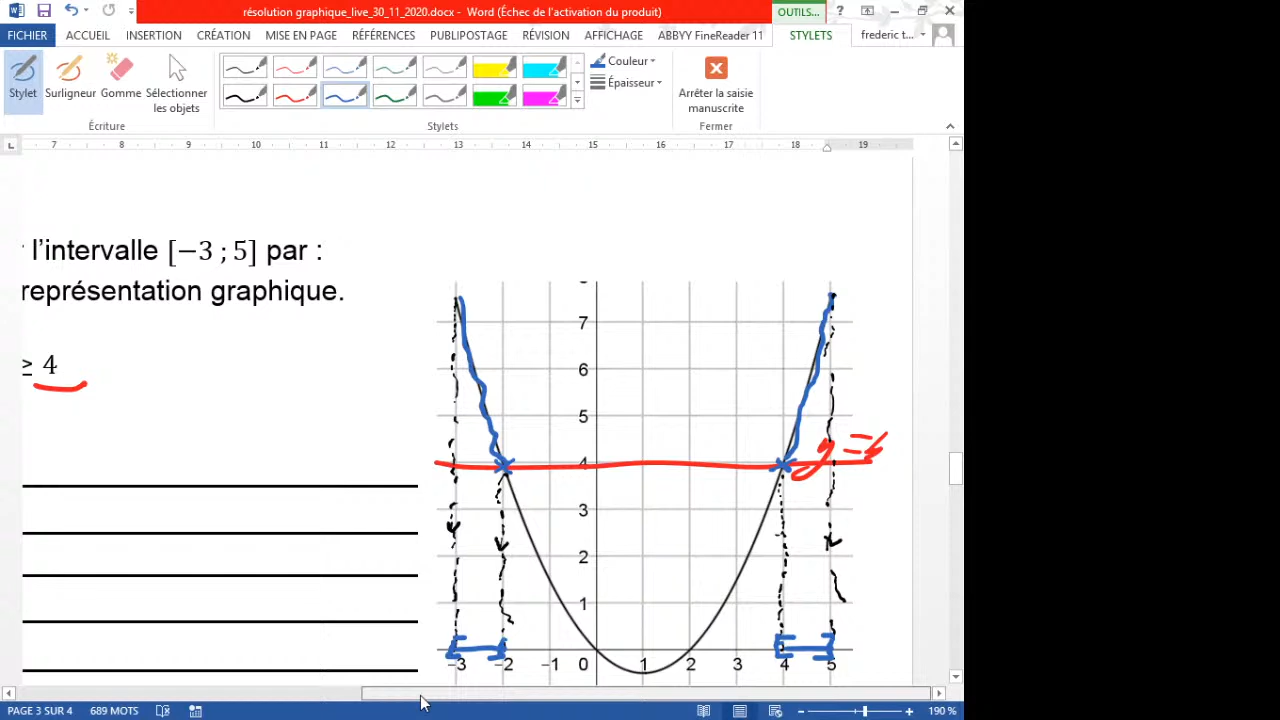 résolution graphique_live_30_11_2020.docx - Word (Échec de l'activation du produit)
OUTILS...
?
FICHIER ACCUEIL INSERTION CRÉATION MISE EN PAGE RÉFÉRENCES PUBLIPOSTAGE RÉVISION AFFICHAGE ABBYY FineReader 11 STYLETS frederic t...
Stylet Surligneur Gomme Sélectionner les objets
Écriture
Stylets
Couleur
Épaisseur
Arrêter la saisie manuscrite
Fermer
7 8 9 10 11 12 13 14 15 16 17 18 19
l'intervalle [−3 ; 5] par :
représentation graphique.
≥ 4
7
6
5
4
3
2
1
y = 4
−3 −2 −1 0 1 2 3 4 5
PAGE 3 SUR 4 689 MOTS 190 %